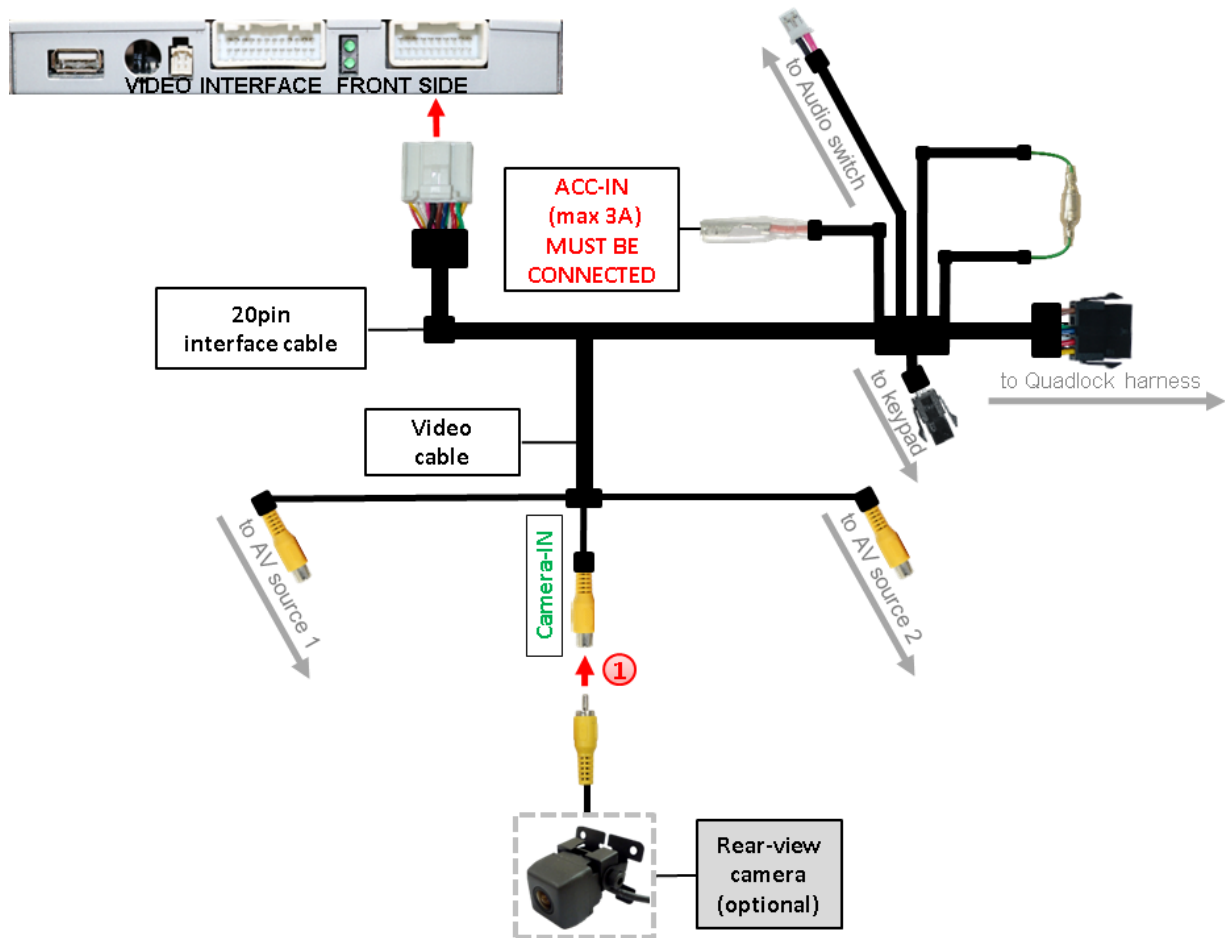 VIDEO INTERFACE FRONT SIDE
to Audio switch
ACC-IN
(max 3A)
MUST BE
CONNECTED
20pin
interface cable
to Quadlock harness
to keypad
Video
cable
to AV source 1
Camera-IN
to AV source 2
1
Rear-view
camera
(optional)